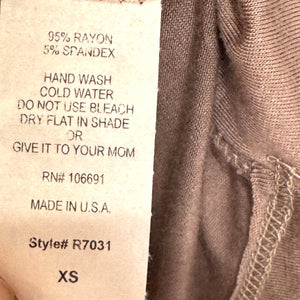 95% RAYON
5% SPANDEX
HAND WASH
COLD WATER
DO NOT USE BLEACH
DRY FLAT IN SHADE
OR
GIVE IT TO YOUR MOM
RN# 106691
MADE IN U.S.A.
Style# R7031
XS